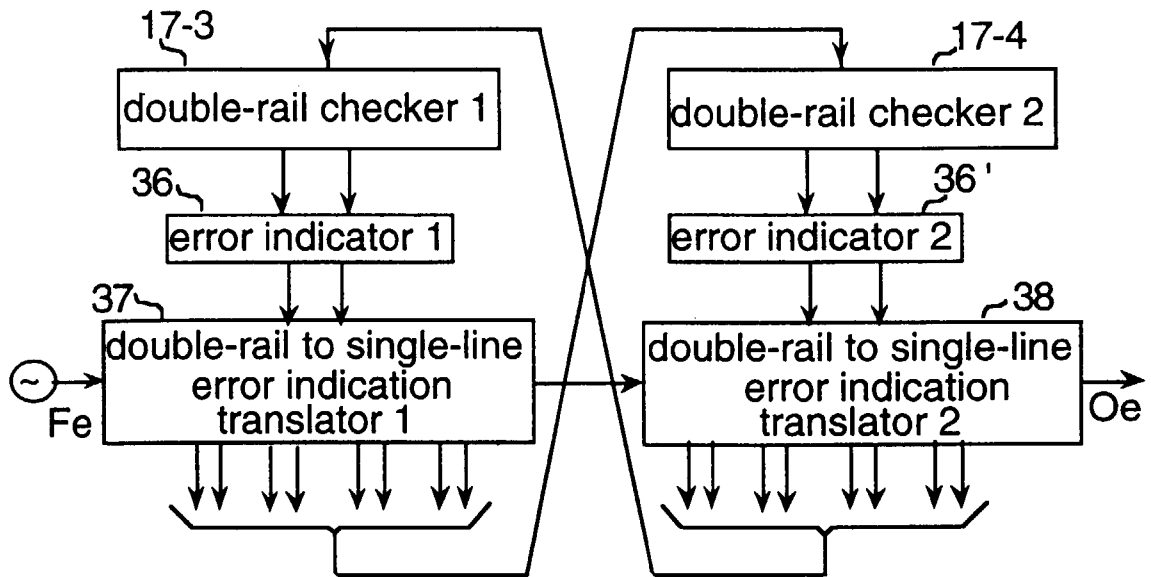 17-3
17-4
double-rail checker 1
double-rail checker 2
36
36'
error indicator 1
error indicator 2
37
38
double-rail to single-line
error indication
translator 1
double-rail to single-line
error indication
translator 2
~
Fe
Oe